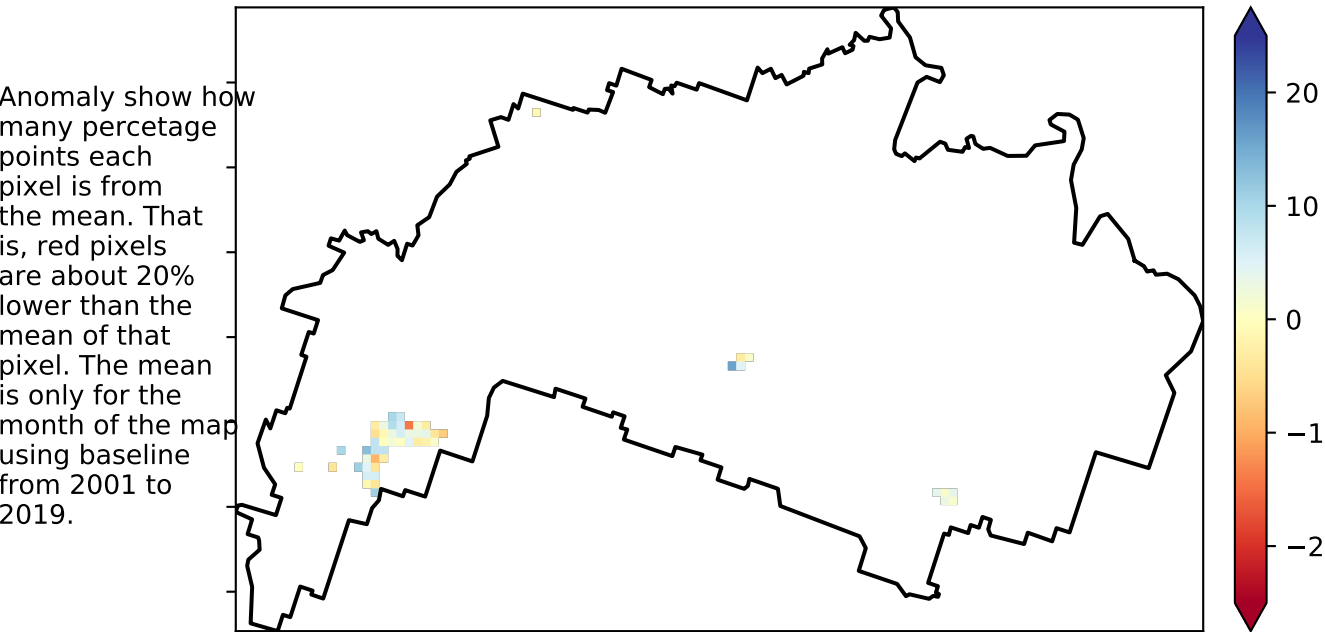 Anomaly show how
many percetage
points each
pixel is from
the mean. That
is, red pixels
are about 20%
lower than the
mean of that
pixel. The mean
is only for the
month of the map
using baseline
from 2001 to
2019.
20
10
0
−1
−2